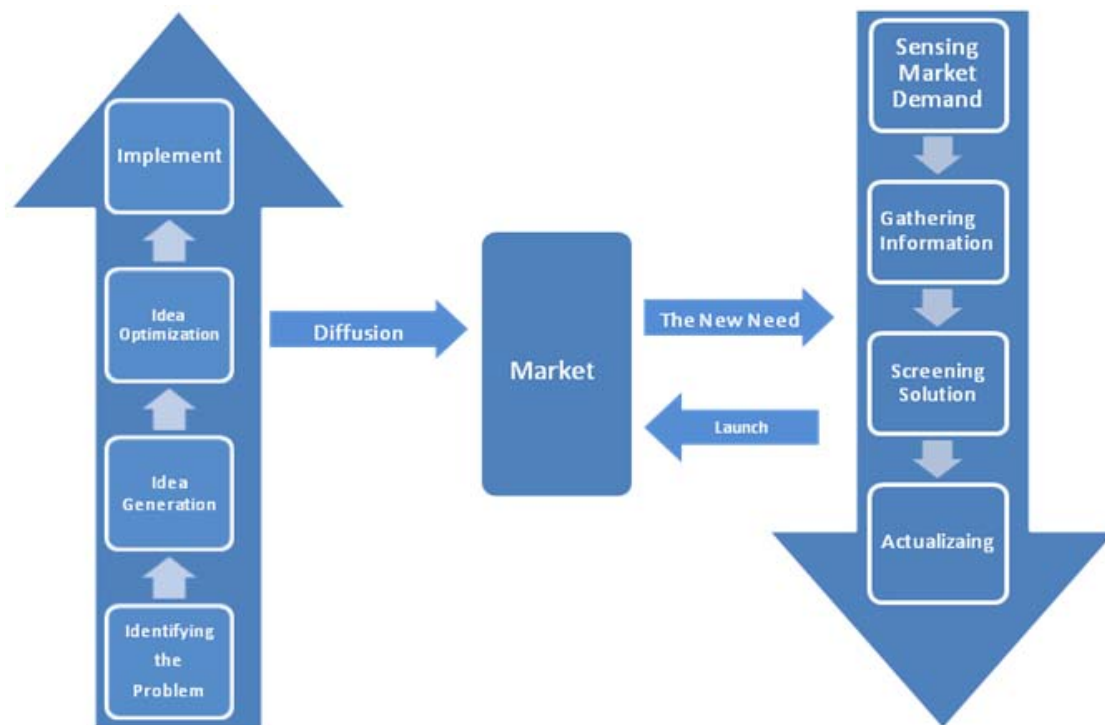 Implement
Idea
Optimization
Idea
Generation
Identifying
the
Problem
Diffusion
Market
The New Need
Launch
Sensing
Market
Demand
Gathering
Information
Screening
Solution
Actualizaing